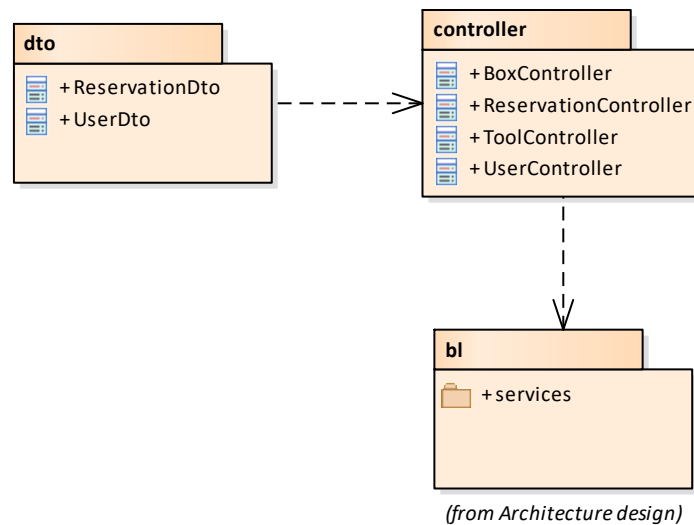 dto
+ ReservationDto
+ UserDto
controller
+ BoxController
+ ReservationController
+ ToolController
+ UserController
bl
+ services
(from Architecture design)